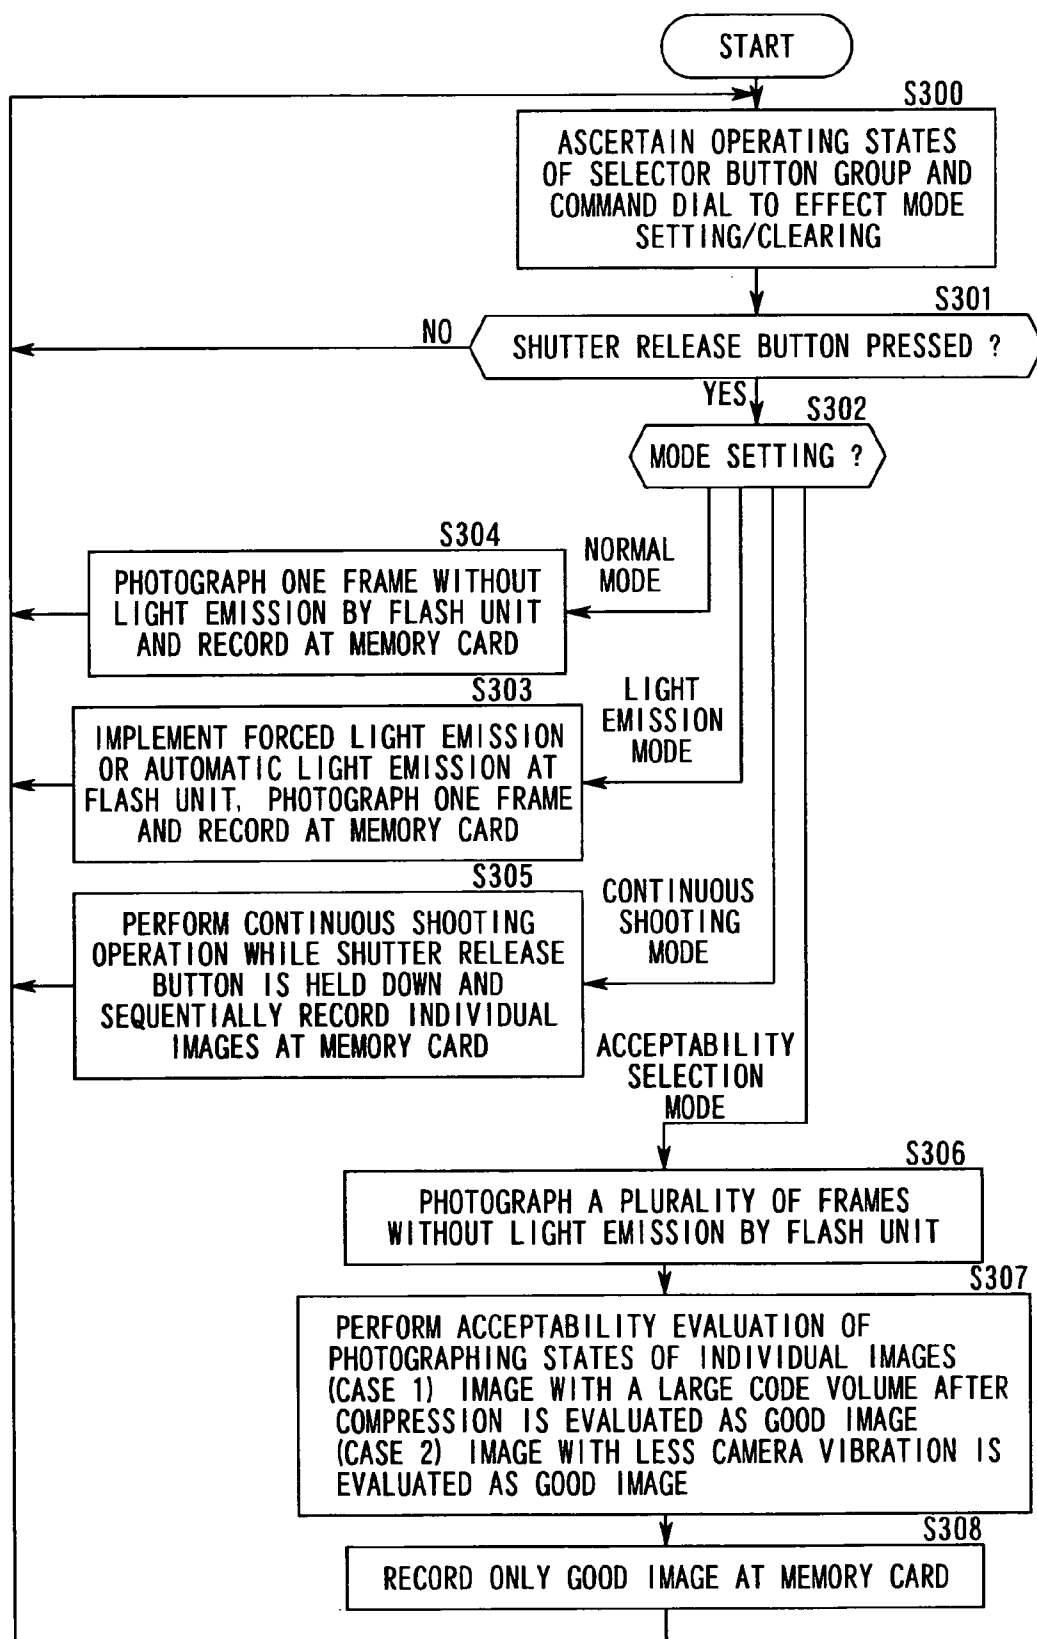 START
S300
ASCERTAIN OPERATING STATES
OF SELECTOR BUTTON GROUP AND
COMMAND DIAL TO EFFECT MODE
SETTING/CLEARING
S301
NO
SHUTTER RELEASE BUTTON PRESSED ?
YES
S302
MODE SETTING ?
S304
NORMAL
MODE
PHOTOGRAPH ONE FRAME WITHOUT
LIGHT EMISSION BY FLASH UNIT
AND RECORD AT MEMORY CARD
S303
LIGHT
EMISSION
MODE
IMPLEMENT FORCED LIGHT EMISSION
OR AUTOMATIC LIGHT EMISSION AT
FLASH UNIT, PHOTOGRAPH ONE FRAME
AND RECORD AT MEMORY CARD
S305
CONTINUOUS
SHOOTING
MODE
PERFORM CONTINUOUS SHOOTING
OPERATION WHILE SHUTTER RELEASE
BUTTON IS HELD DOWN AND
SEQUENTIALLY RECORD INDIVIDUAL
IMAGES AT MEMORY CARD
ACCEPTABILITY
SELECTION
MODE
S306
PHOTOGRAPH A PLURALITY OF FRAMES
WITHOUT LIGHT EMISSION BY FLASH UNIT
S307
PERFORM ACCEPTABILITY EVALUATION OF
PHOTOGRAPHING STATES OF INDIVIDUAL IMAGES
(CASE 1) IMAGE WITH A LARGE CODE VOLUME AFTER
COMPRESSION IS EVALUATED AS GOOD IMAGE
(CASE 2) IMAGE WITH LESS CAMERA VIBRATION IS
EVALUATED AS GOOD IMAGE
S308
RECORD ONLY GOOD IMAGE AT MEMORY CARD